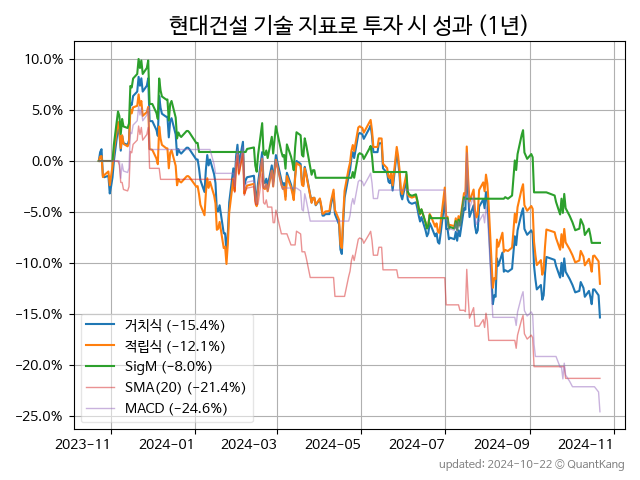 현대건설 기술 지표로 투자 시 성과 (1년)
10.0%
5.0%
0.0%
−5.0%
−10.0%
−15.0%
−20.0%
−25.0%
거치식 (−15.4%)
적립식 (−12.1%)
SigM (−8.0%)
SMA(20) (−21.4%)
MACD (−24.6%)
2023-11 2024-01 2024-03 2024-05 2024-07 2024-09 2024-11
updated: 2024-10-22 © QuantKang